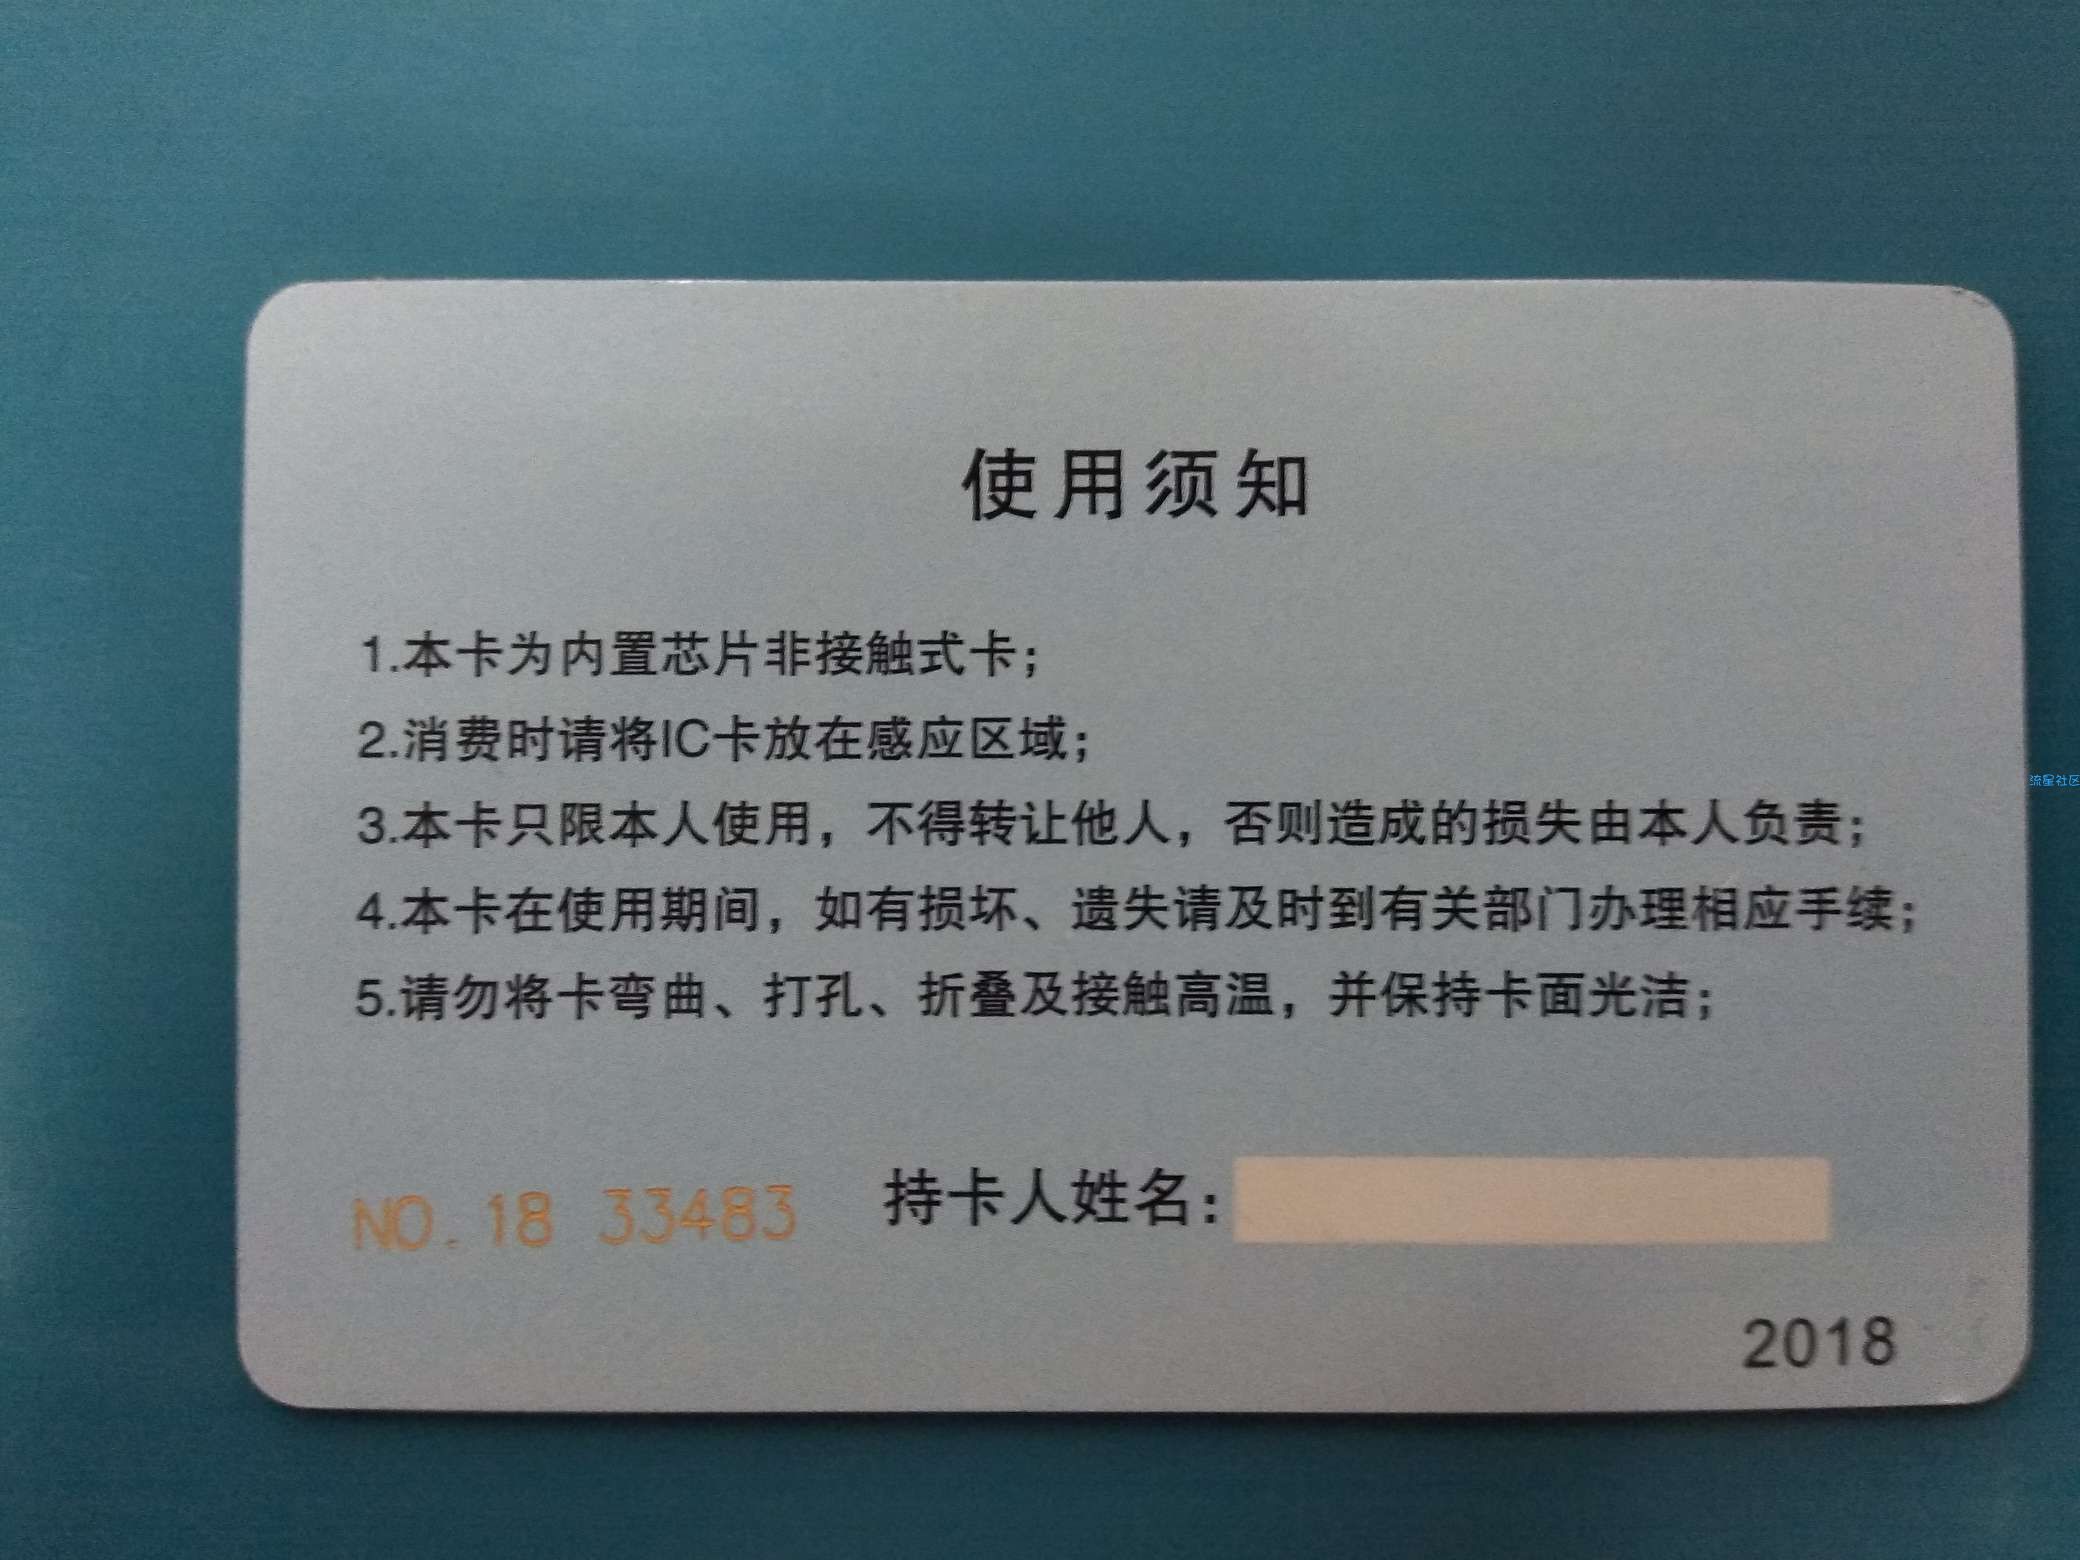 使用须知
1.本卡为内置芯片非接触式卡；
2.消费时请将IC卡放在感应区域；
3.本卡只限本人使用，不得转让他人，否则造成的损失由本人负责；
4.本卡在使用期间，如有损坏、遗失请及时到有关部门办理相应手续；
5.请勿将卡弯曲、打孔、折叠及接触高温，并保持卡面光洁；
NO.18 33483 持卡人姓名：
2018
流星社区